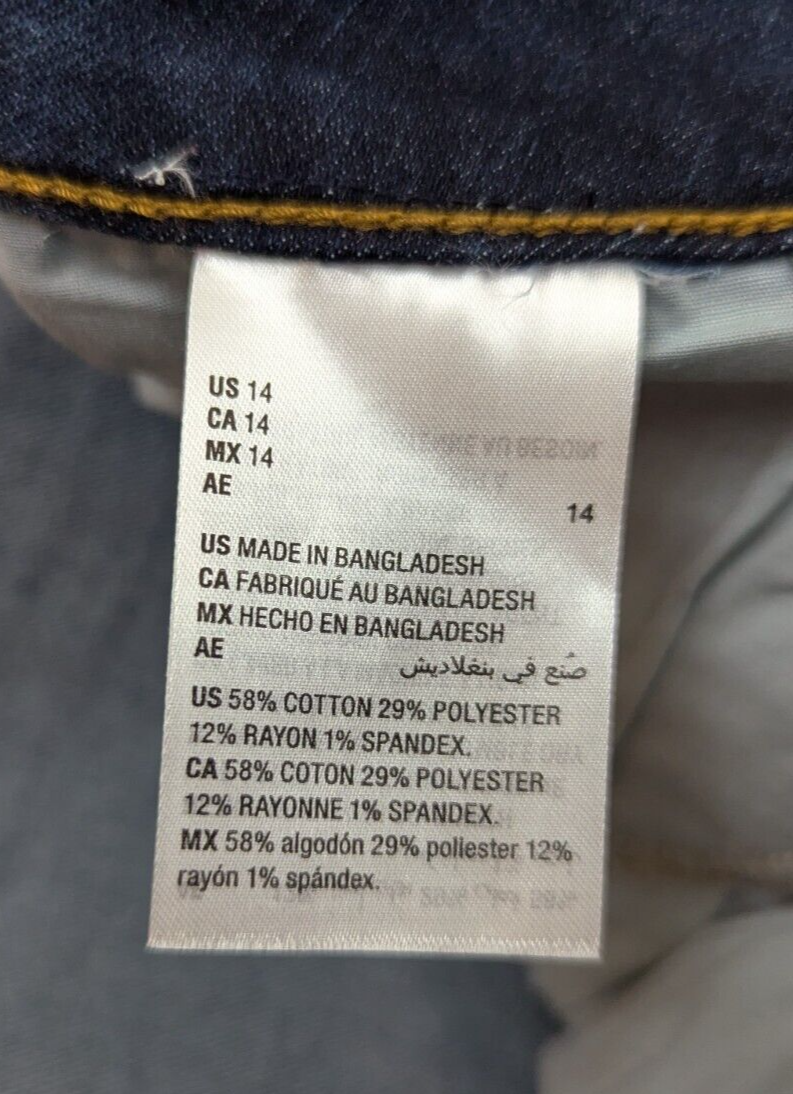 US 14
CA 14
MX 14
AE
14
US MADE IN BANGLADESH
CA FABRIQUÉ AU BANGLADESH
MX HECHO EN BANGLADESH
AE
صُنع في بنغلاديش
US 58% COTTON 29% POLYESTER
12% RAYON 1% SPANDEX.
CA 58% COTON 29% POLYESTER
12% RAYONNE 1% SPANDEX.
MX 58% algodón 29% poliester 12%
rayón 1% spándex.